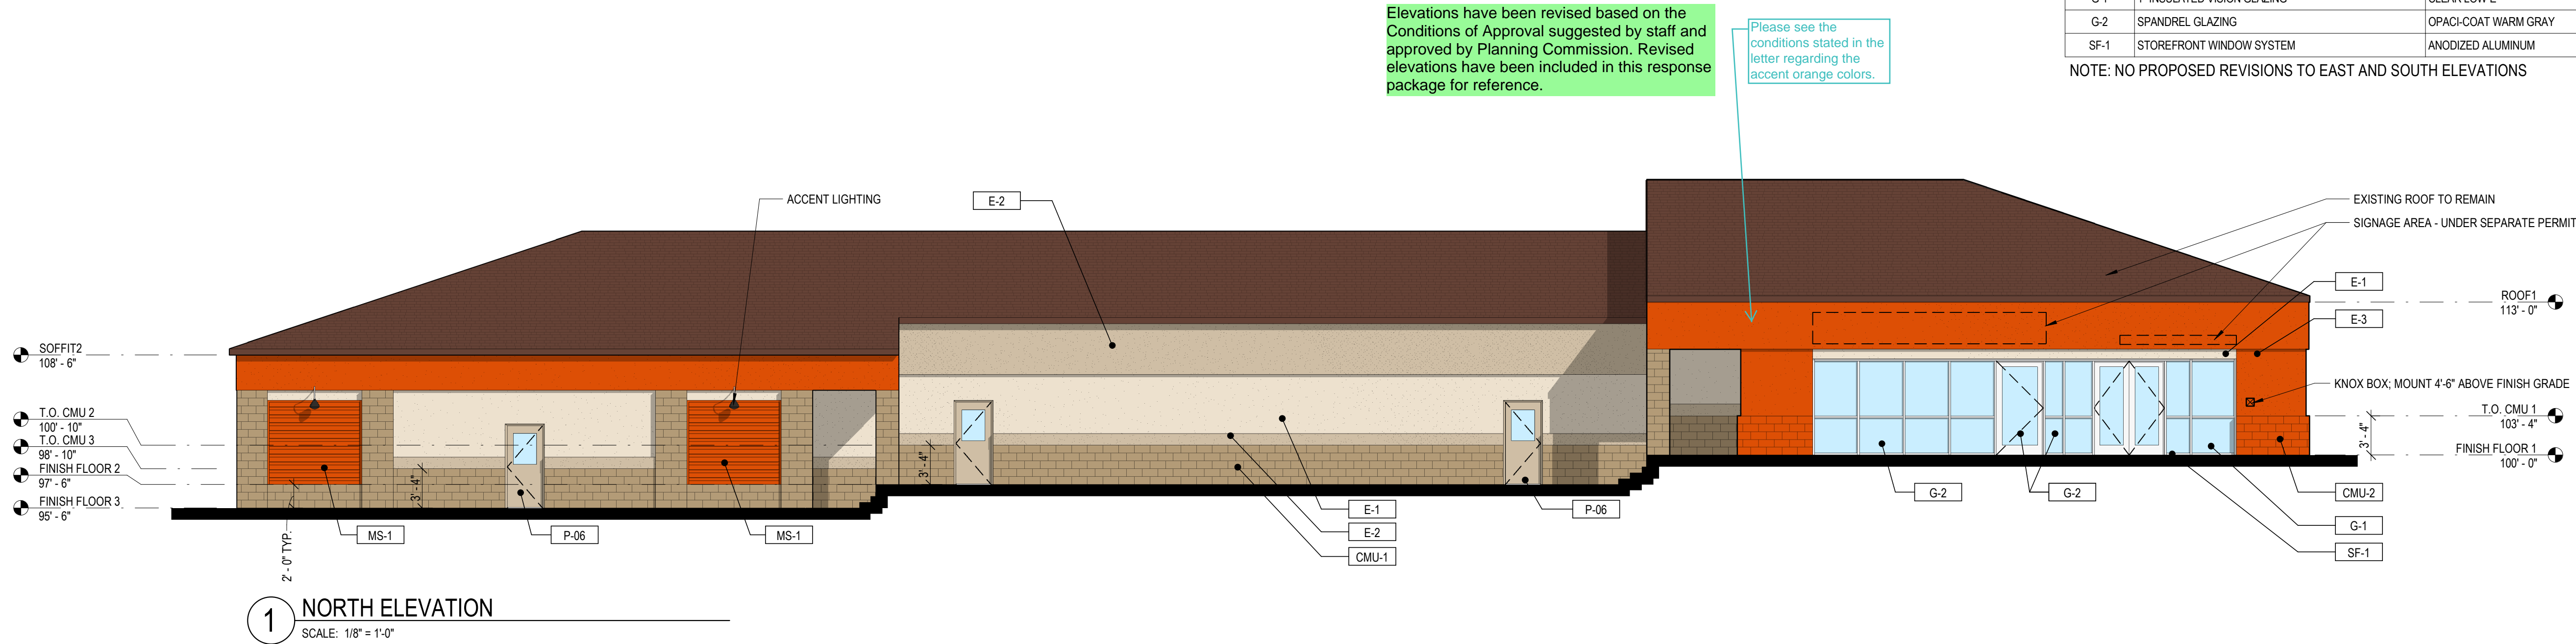 Elevations have been revised based on the
Conditions of Approval suggested by staff and
approved by Planning Commission. Revised
elevations have been included in this response
package for reference.
Please see the
conditions stated in the
letter regarding the
accent orange colors.
G-2 SPANDREL GLAZING OPACI-COAT WARM GRAY
SF-1 STOREFRONT WINDOW SYSTEM ANODIZED ALUMINUM
NOTE: NO PROPOSED REVISIONS TO EAST AND SOUTH ELEVATIONS
ACCENT LIGHTING
E-2
EXISTING ROOF TO REMAIN
SIGNAGE AREA - UNDER SEPARATE PERMIT
E-1
ROOF1
113' - 0"
E-3
SOFFIT2
108' - 6"
KNOX BOX; MOUNT 4'-6" ABOVE FINISH GRADE
T.O. CMU 2
100' - 10"
T.O. CMU 3
98' - 10"
FINISH FLOOR 2
97' - 6"
FINISH FLOOR 3
95' - 6"
T.O. CMU 1
103' - 4"
3' - 4"
FINISH FLOOR 1
100' - 0"
3' - 4"
3' - 4"
2' - 0" TYP.
MS-1
P-06
MS-1
E-1
E-2
CMU-1
P-06
G-2
G-2
CMU-2
G-1
SF-1
1
NORTH ELEVATION
SCALE: 1/8" = 1'-0"